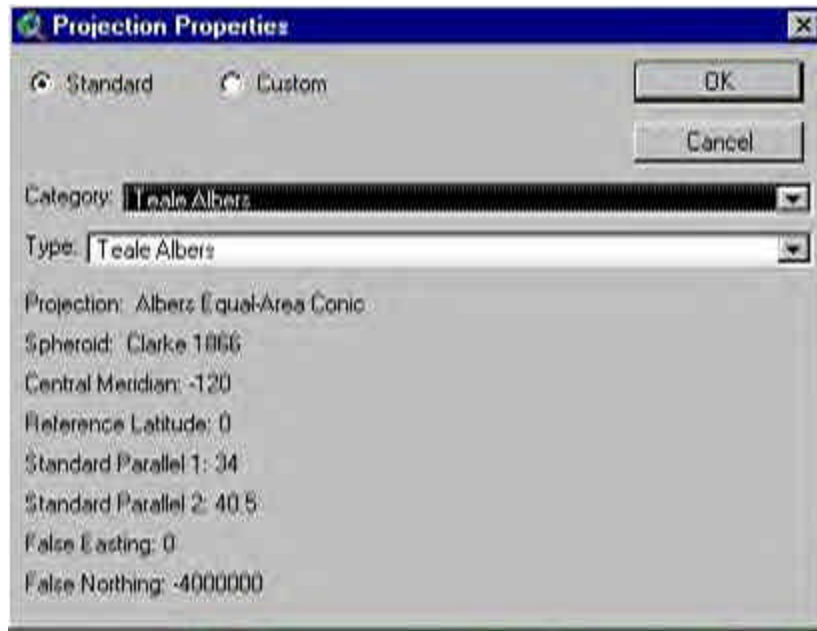 Projection Properties
Standard Custom OK
Cancel
Category: Teale Albers
Type: Teale Albers
Projection: Albers Equal-Area Conic
Spheroid: Clarke 1866
Central Meridian: -120
Reference Latitude: 0
Standard Parallel 1: 34
Standard Parallel 2: 40.5
False Easting: 0
False Northing: -4000000